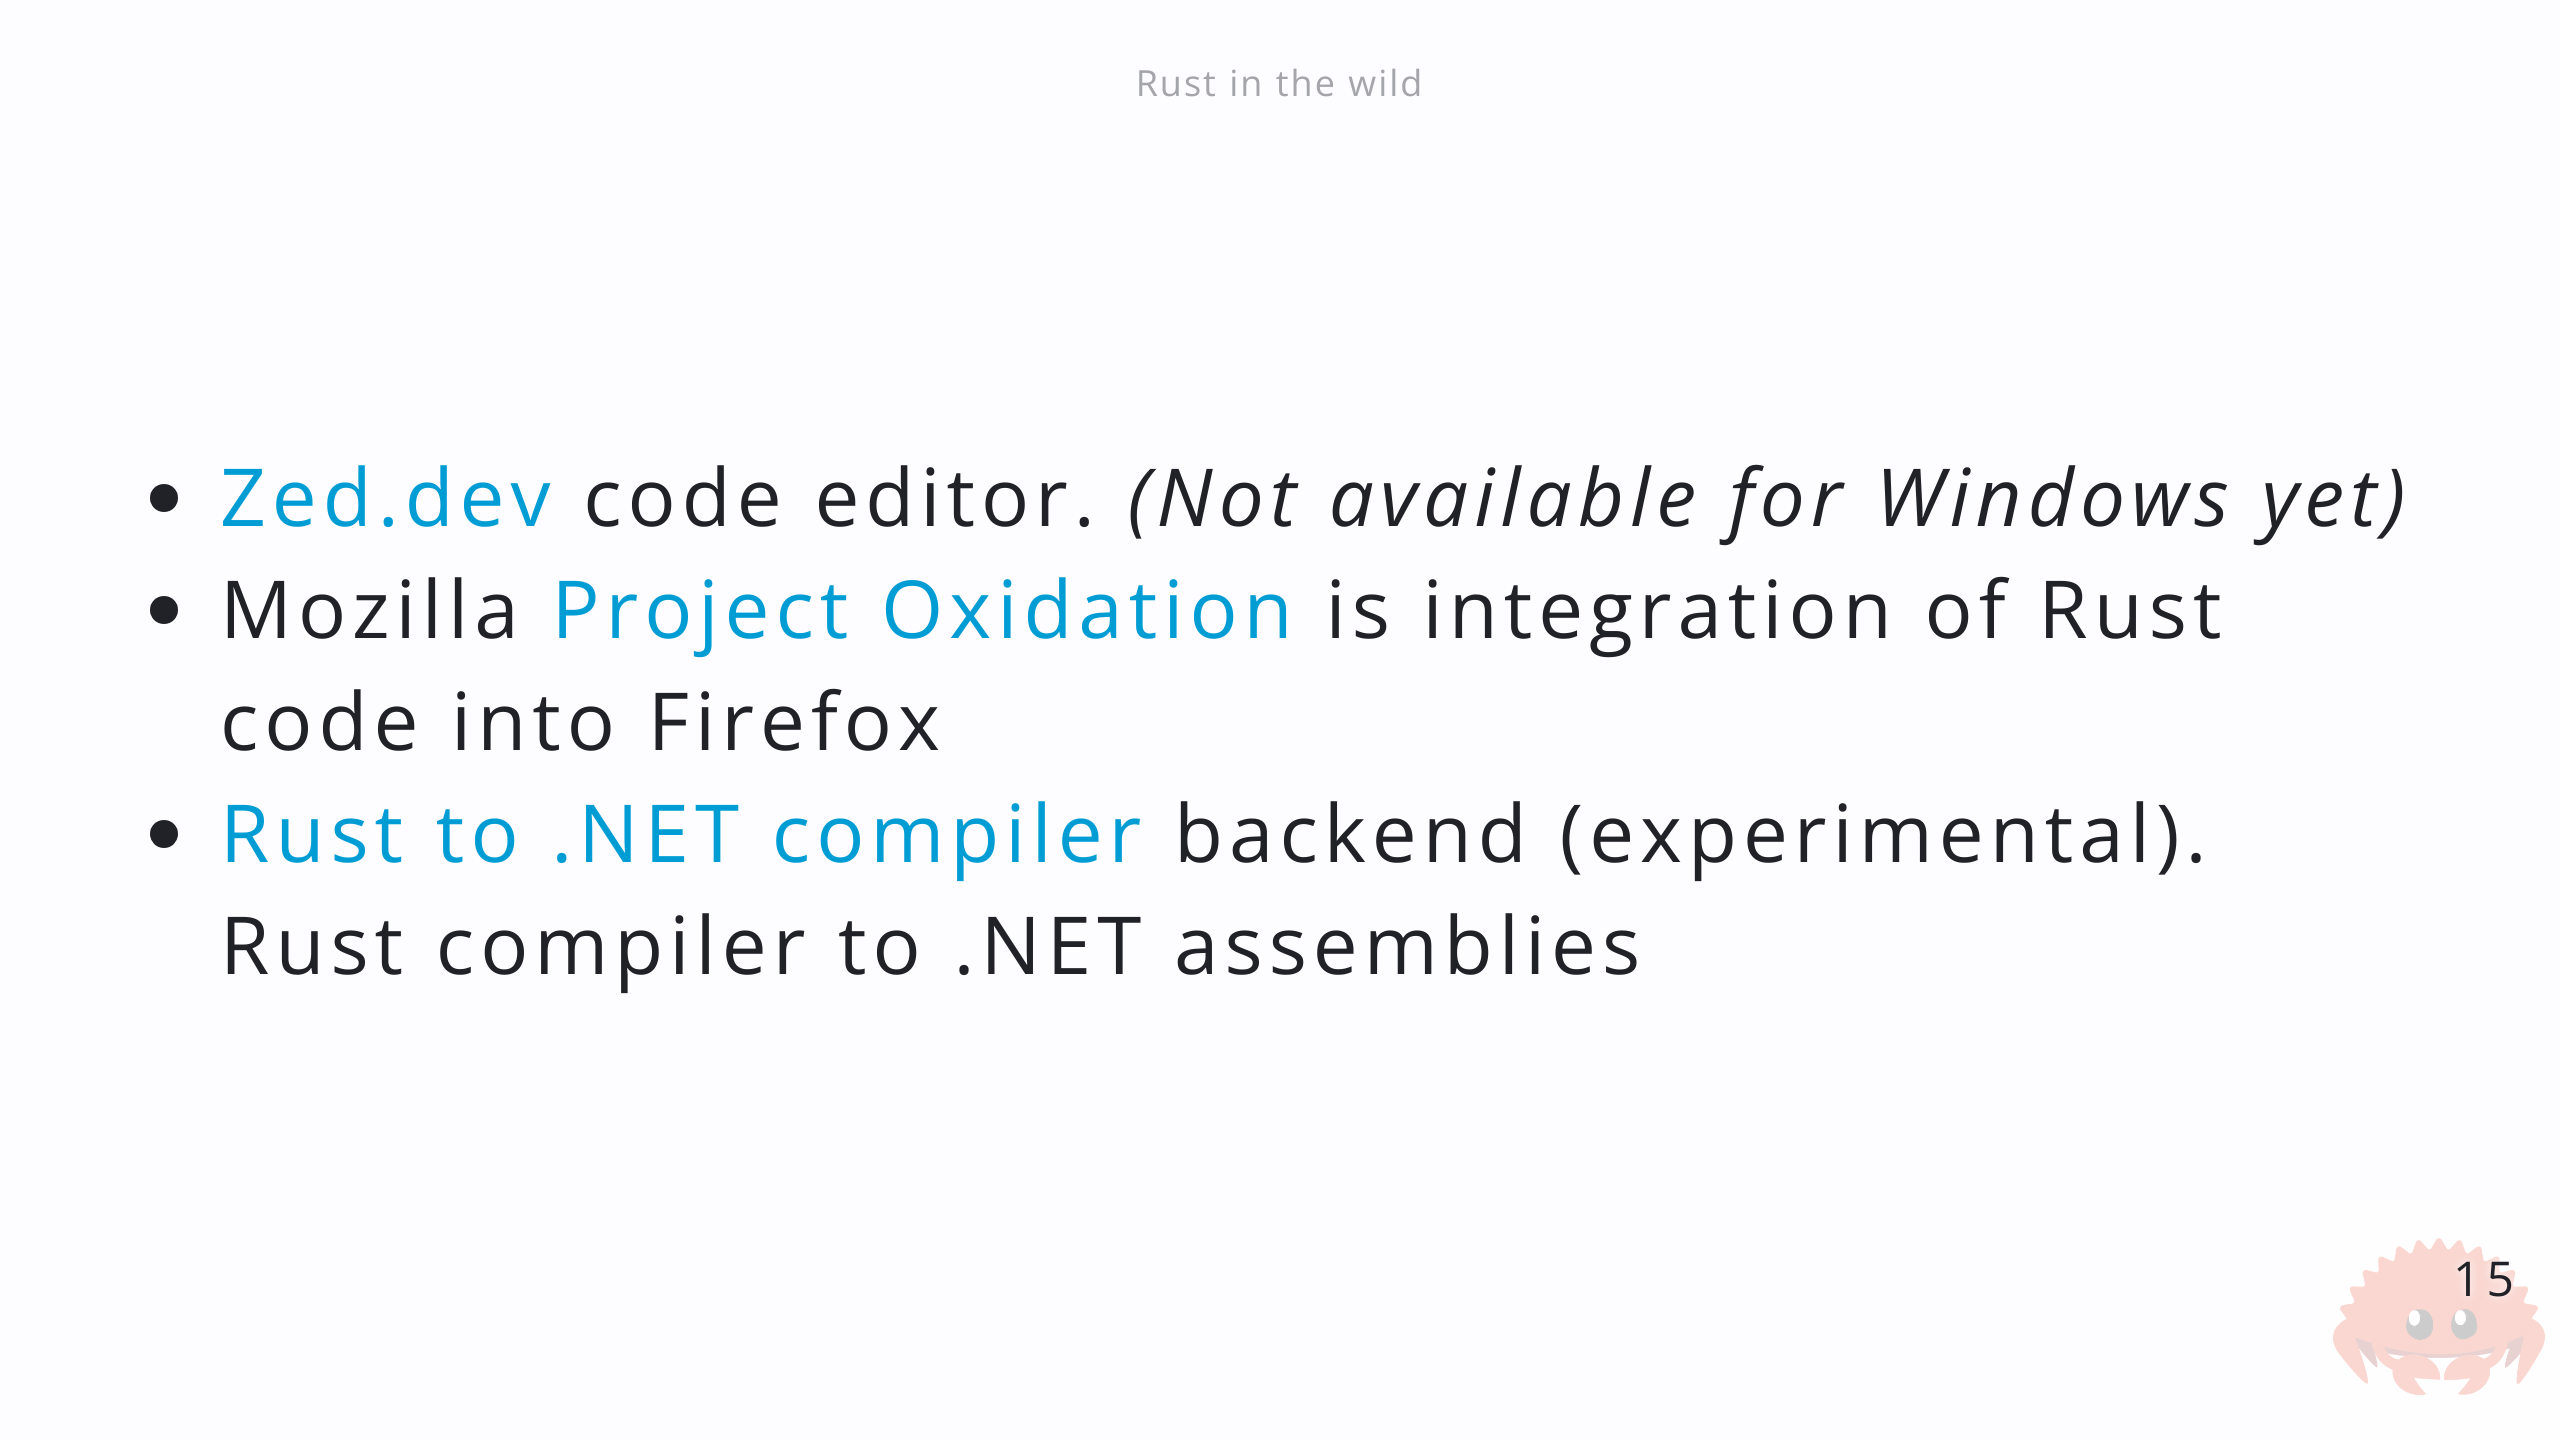 Rust in the wild
• Zed.dev code editor. (Not available for Windows yet)
• Mozilla Project Oxidation is integration of Rust
code into Firefox
• Rust to .NET compiler backend (experimental).
Rust compiler to .NET assemblies
15